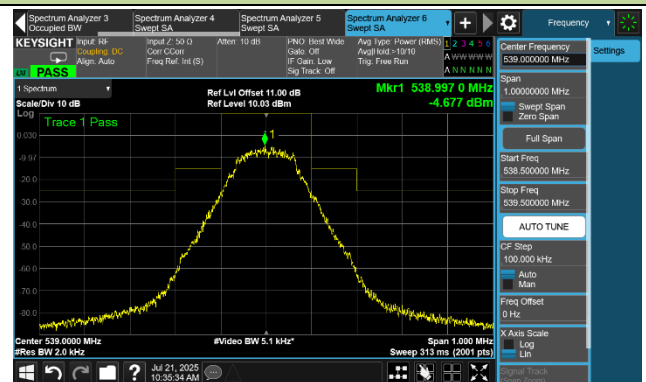 Spectrum Analyzer 3
Occupied BW
Spectrum Analyzer 4
Swept SA
Spectrum Analyzer 5
Swept SA
Spectrum Analyzer 6
Swept SA
Frequency
KEYSIGHT
Input: RF
Coupling: DC
Align: Auto
Input Z: 50 Ω
Corr CCorr
Freq Ref: Int (S)
Atten: 10 dB
PNO: Best Wide
Gate: Off
IF Gain: Low
Sig Track: Off
Avg Type: Power (RMS)
Avg|Hold:>10/10
Trig: Free Run
1 2 3 4 5 6
A W W W W W
A N N N N N
LXI
PASS
1 Spectrum
Scale/Div 10 dB
Ref Lvl Offset 11.00 dB
Ref Level 10.03 dBm
Mkr1 538.997 0 MHz
-4.677 dBm
Log
Trace 1 Pass
1
0.030
-9.97
-20.0
-30.0
-40.0
-50.0
-60.0
-70.0
-80.0
Center 539.0000 MHz
#Res BW 2.0 kHz
#Video BW 5.1 kHz*
Span 1.000 MHz
Sweep 313 ms (2001 pts)
Jul 21, 2025
10:35:34 AM
Center Frequency
539.000000 MHz
Settings
Span
1.00000000 MHz
Swept Span
Zero Span
Full Span
Start Freq
538.500000 MHz
Stop Freq
539.500000 MHz
AUTO TUNE
CF Step
100.000 kHz
Auto
Man
Freq Offset
0 Hz
X Axis Scale
Log
Lin
Signal Track
(Span Zoom)